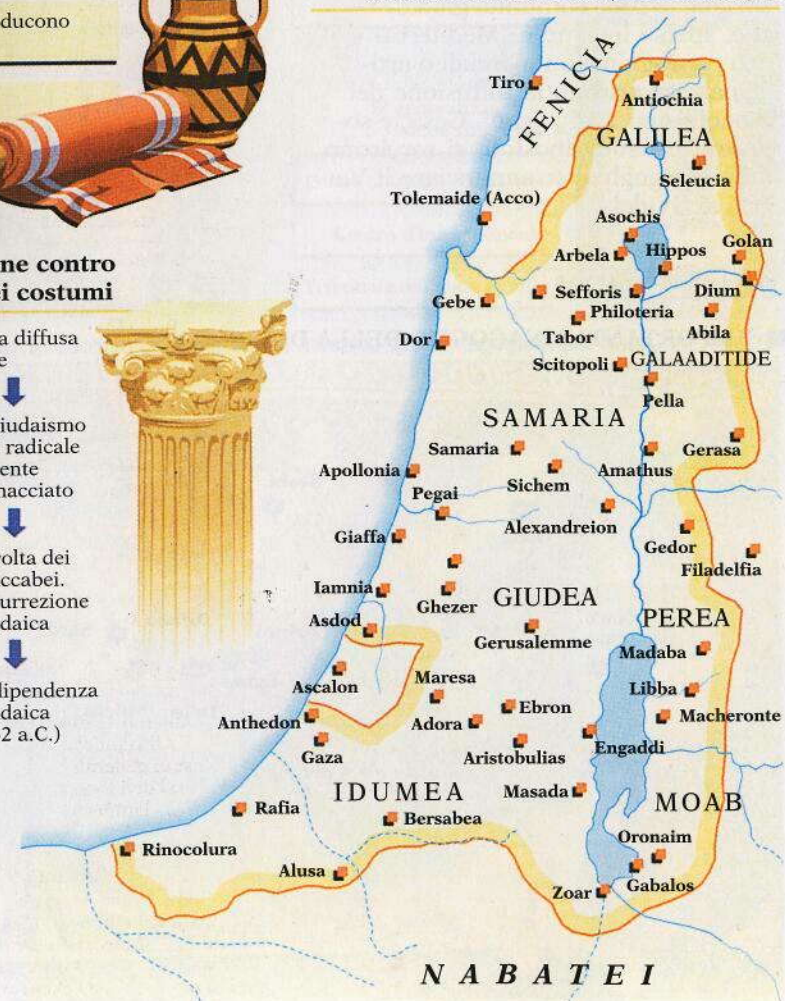 ducono
ne contro
i costumi
a diffusa
e
iudaismo
radicale
ente
nacciato
olta dei
ccabei.
urrezione
daica
dipendenza
daica
2 a.C.)
Tiro
FENICIA
Antiochia
GALILEA
Seleucia
Tolemaide (Acco)
Asochis
Arbela
Hippos
Golan
Gebe
Sefforis
Philoteria
Dium
Tabor
Abila
Dor
Scitopoli
GALAADITIDE
Pella
SAMARIA
Samaria
Gerasa
Apollonia
Sichem
Amathus
Pegai
Alexandreion
Giaffa
Gedor
Filadelfia
Iamnia
Ghezer
GIUDEA
Asdod
Gerusalemme
PEREA
Madaba
Ascalon
Maresa
Libba
Anthedon
Adora
Ebron
Macheronte
Gaza
Aristobulias
Engaddi
IDUMEA
Masada
MOAB
Rafia
Bersabea
Oronaim
Rinocolura
Alusa
Zoar
Gabalos
NABATEI